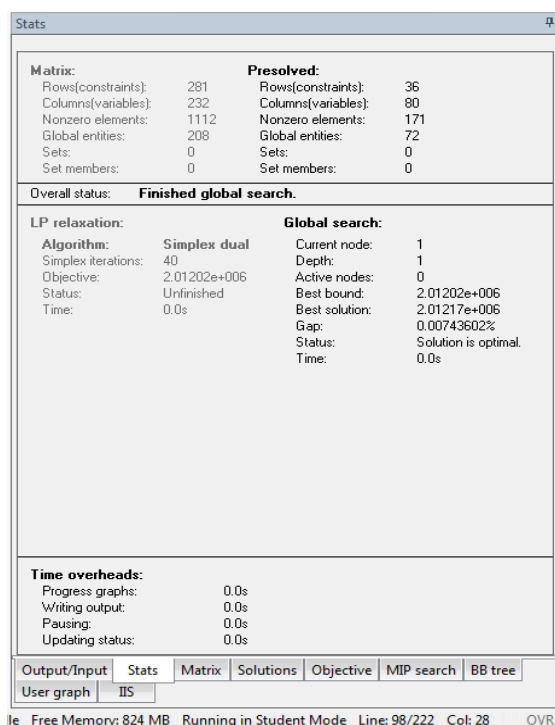 Stats
Matrix: Presolved:
Rows(constraints): 281 Rows(constraints): 36
Columns(variables): 232 Columns(variables): 80
Nonzero elements: 1112 Nonzero elements: 171
Global entities: 208 Global entities: 72
Sets: 0 Sets: 0
Set members: 0 Set members: 0
Overall status: Finished global search.
LP relaxation: Global search:
Algorithm: Simplex dual Current node: 1
Simplex iterations: 40 Depth: 1
Objective: 2.01202e+006 Active nodes: 0
Status: Unfinished Best bound: 2.01202e+006
Time: 0.0s Best solution: 2.01217e+006
Gap: 0.00743602%
Status: Solution is optimal.
Time: 0.0s
Time overheads:
Progress graphs: 0.0s
Writing output: 0.0s
Pausing: 0.0s
Updating status: 0.0s
Output/Input Stats Matrix Solutions Objective MIP search BB tree
User graph IIS
le Free Memory: 824 MB Running in Student Mode Line: 98/222 Col: 28 OVR